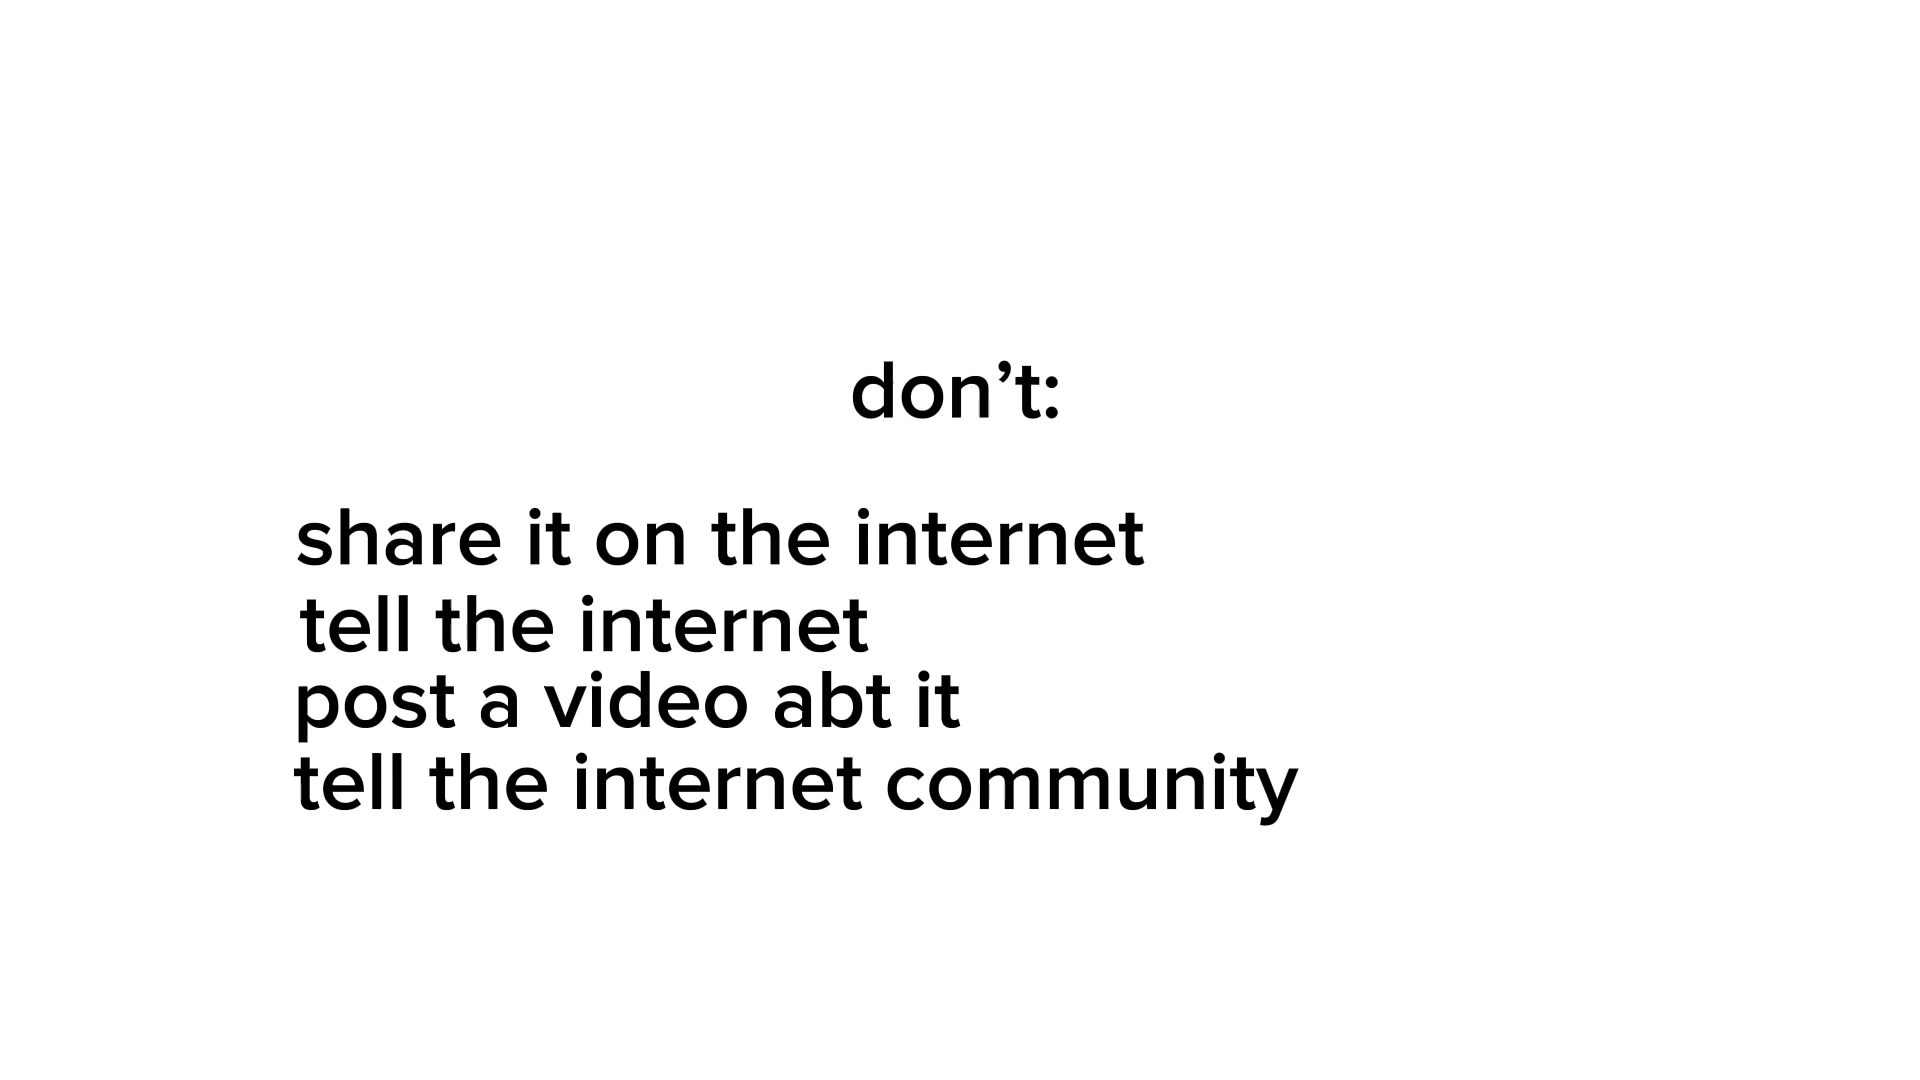 don’t:
share it on the internet
tell the internet
post a video abt it
tell the internet community